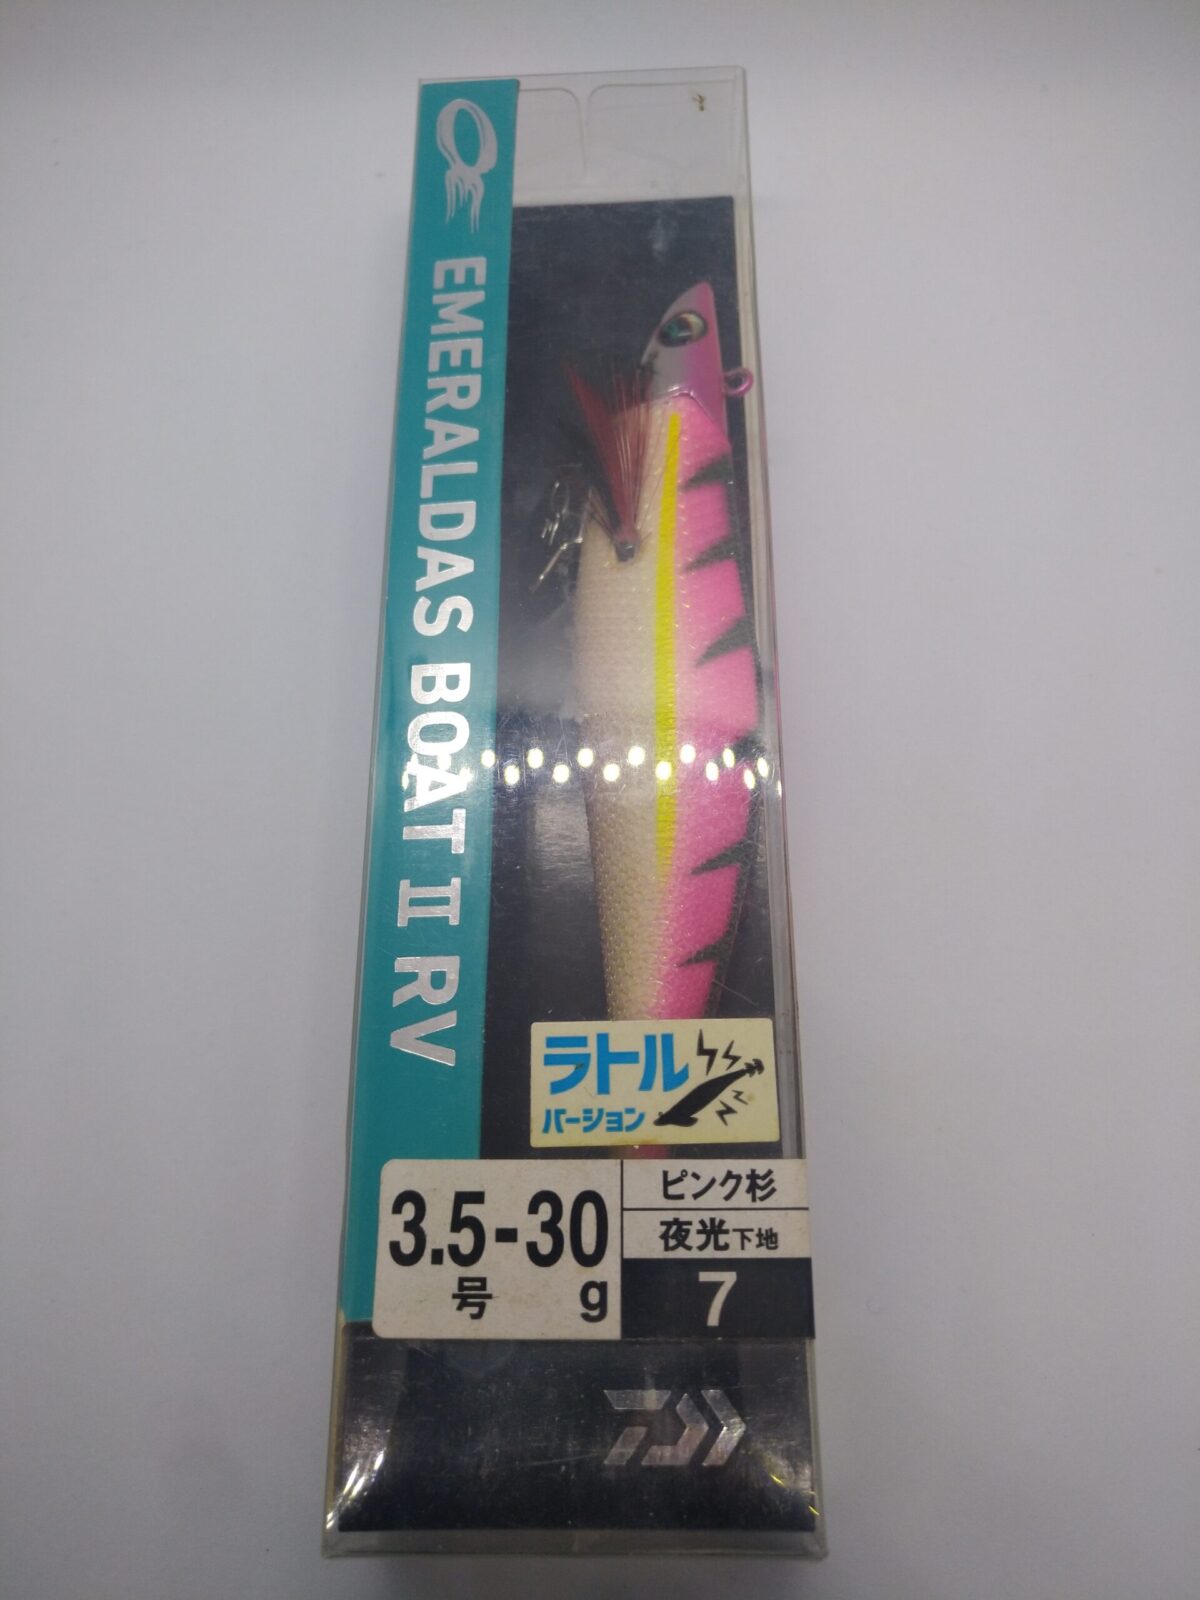 EMERALDAS BOAT II RV
ラトル
バージョン
3.5-30
号 g
ピンク杉
夜光下地
7